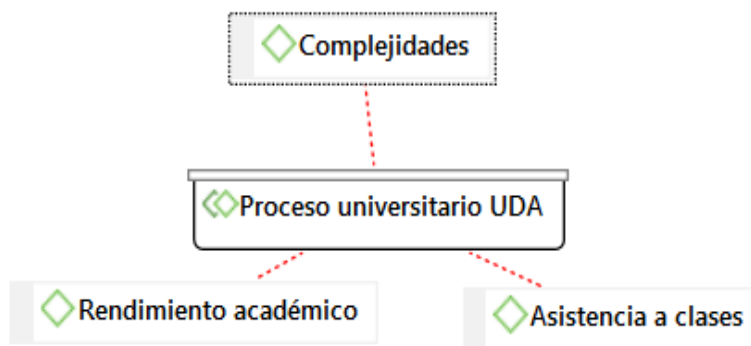 Complejidades
Proceso universitario UDA
Rendimiento académico
Asistencia a clases